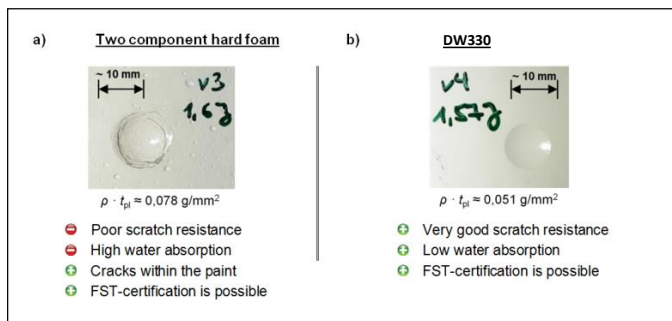 a) Two component hard foam
~ 10 mm
v3
1,6g
ρ · tpl ≈ 0,078 g/mm²
Poor scratch resistance
High water absorption
Cracks within the paint
FST-certification is possible
b) DW330
~ 10 mm
v4
1,57g
ρ · tpl ≈ 0,051 g/mm²
Very good scratch resistance
Low water absorption
FST-certification is possible